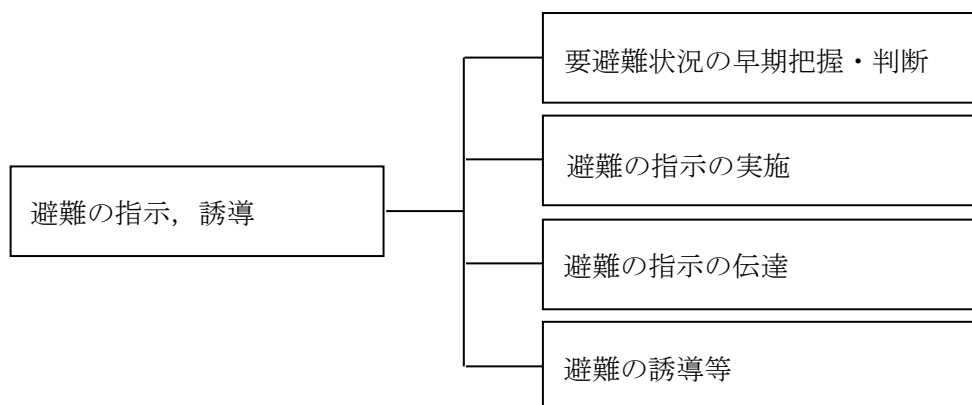 避難の指示，誘導
要避難状況の早期把握・判断
避難の指示の実施
避難の指示の伝達
避難の誘導等